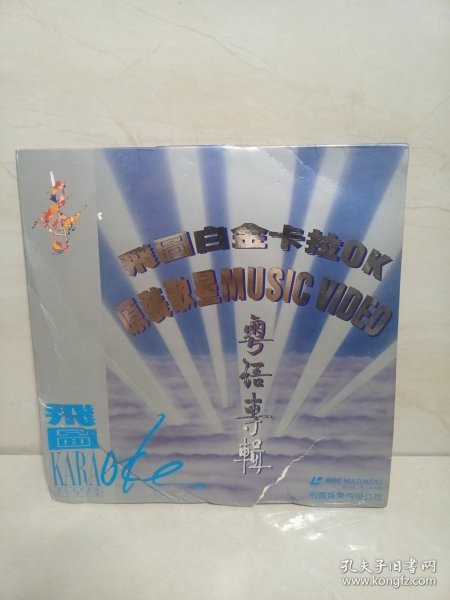 飛圖白金卡拉OK
原裝歌星MUSIC VIDEO
粵語專輯
飛
圖
KARAoke
飛圖娛樂有限公司
孔夫子旧书网
www.kongfz.com